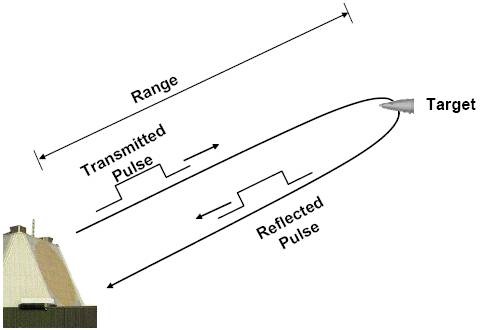 Range
Transmitted
Pulse
Target
Reflected
Pulse